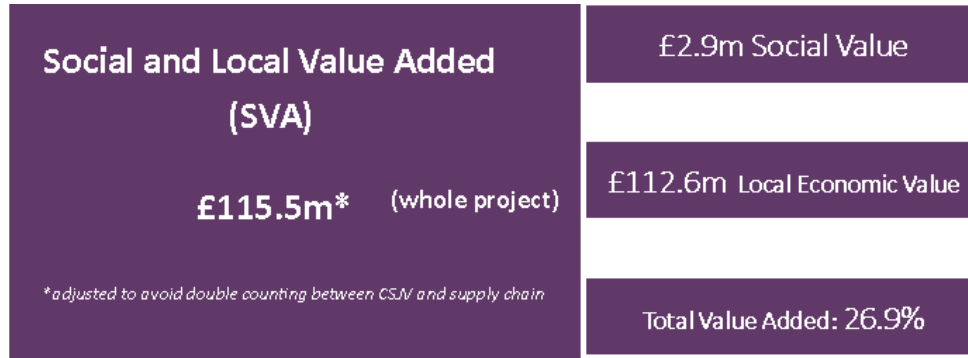 Social and Local Value Added
(SVA)
£115.5m* (whole project)
*adjusted to avoid double counting between CSJV and supply chain
£2.9m Social Value
£112.6m Local Economic Value
Total Value Added: 26.9%